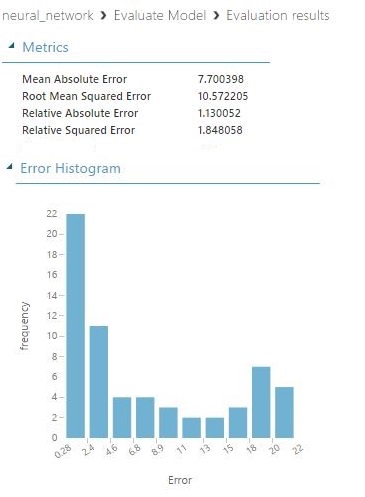 neural_network > Evaluate Model > Evaluation results
Metrics
Mean Absolute Error 7.700398
Root Mean Squared Error 10.572205
Relative Absolute Error 1.130052
Relative Squared Error 1.848058
Error Histogram
22
20
18
16
14
12
10
8
6
4
2
0
frequency
0.28 2.4 4.6 6.8 8.9 11 13 15 18 20 22
Error